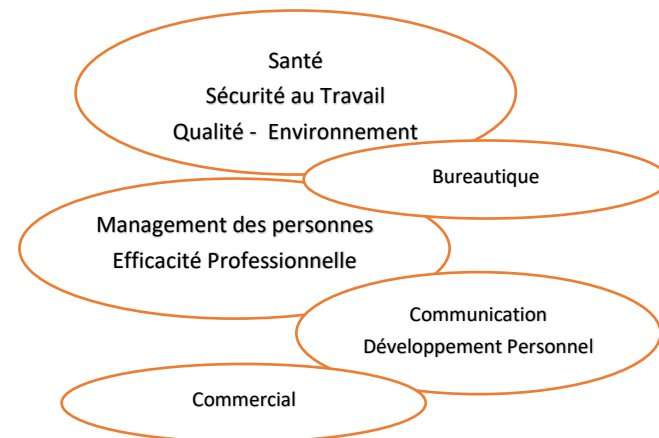 Santé
Sécurité au Travail
Qualité - Environnement
Bureautique
Management des personnes
Efficacité Professionnelle
Communication
Développement Personnel
Commercial